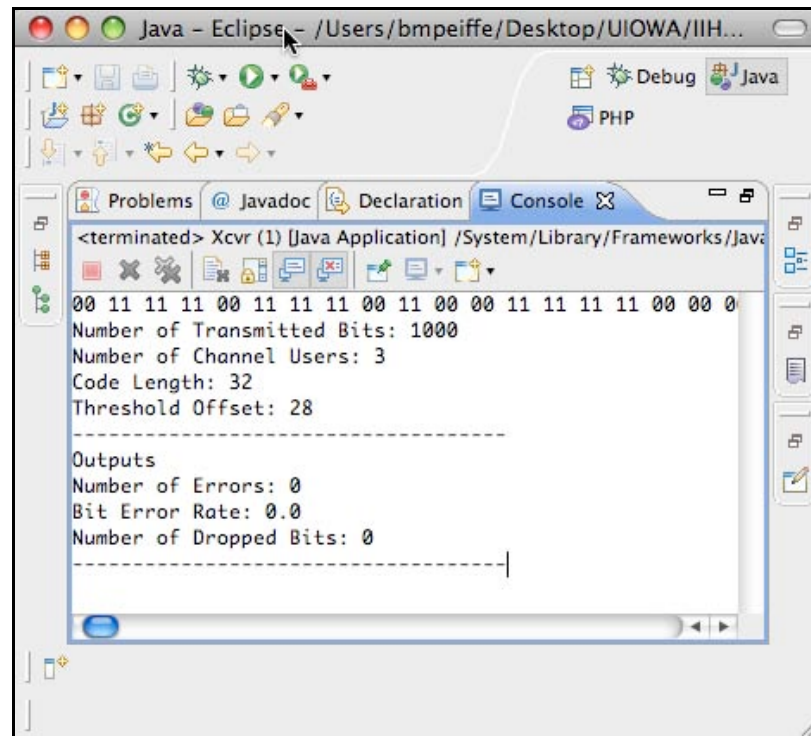 Java – Eclipse – /Users/bmpeiffe/Desktop/UIOWA/IIH...
Debug Java
PHP
Problems @ Javadoc Declaration Console
<terminated> Xcvr (1) [Java Application] /System/Library/Frameworks/Java
00 11 11 11 00 11 11 11 00 11 00 00 11 11 11 11 00 00 0
Number of Transmitted Bits: 1000
Number of Channel Users: 3
Code Length: 32
Threshold Offset: 28
------------------------------------
Outputs
Number of Errors: 0
Bit Error Rate: 0.0
Number of Dropped Bits: 0
------------------------------------